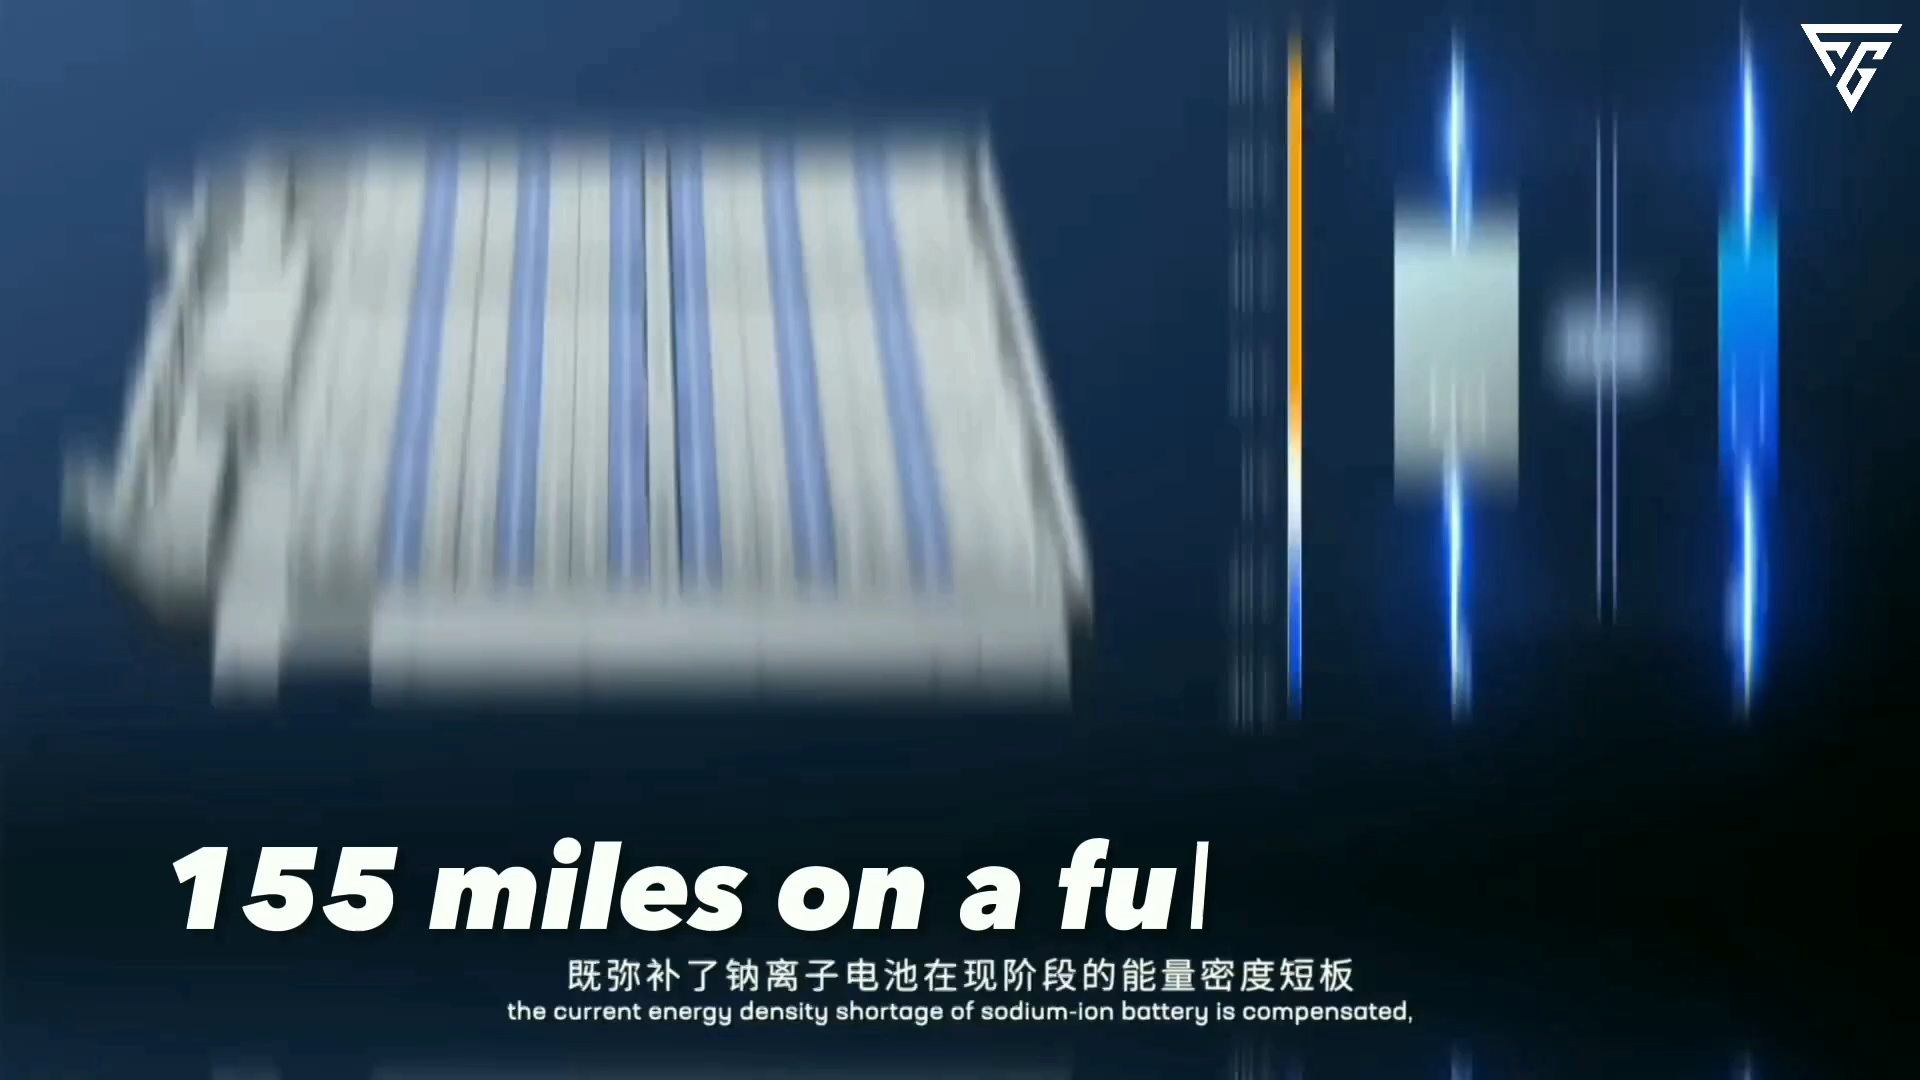 155 miles on a ful
既弥补了钠离子电池在现阶段的能量密度短板
the current energy density shortage of sodium-ion battery is compensated,